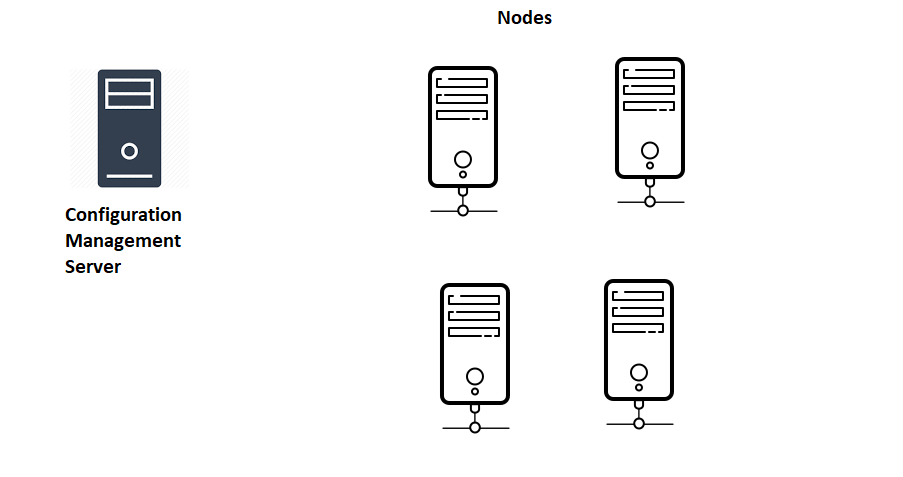 Nodes
Configuration
Management
Server